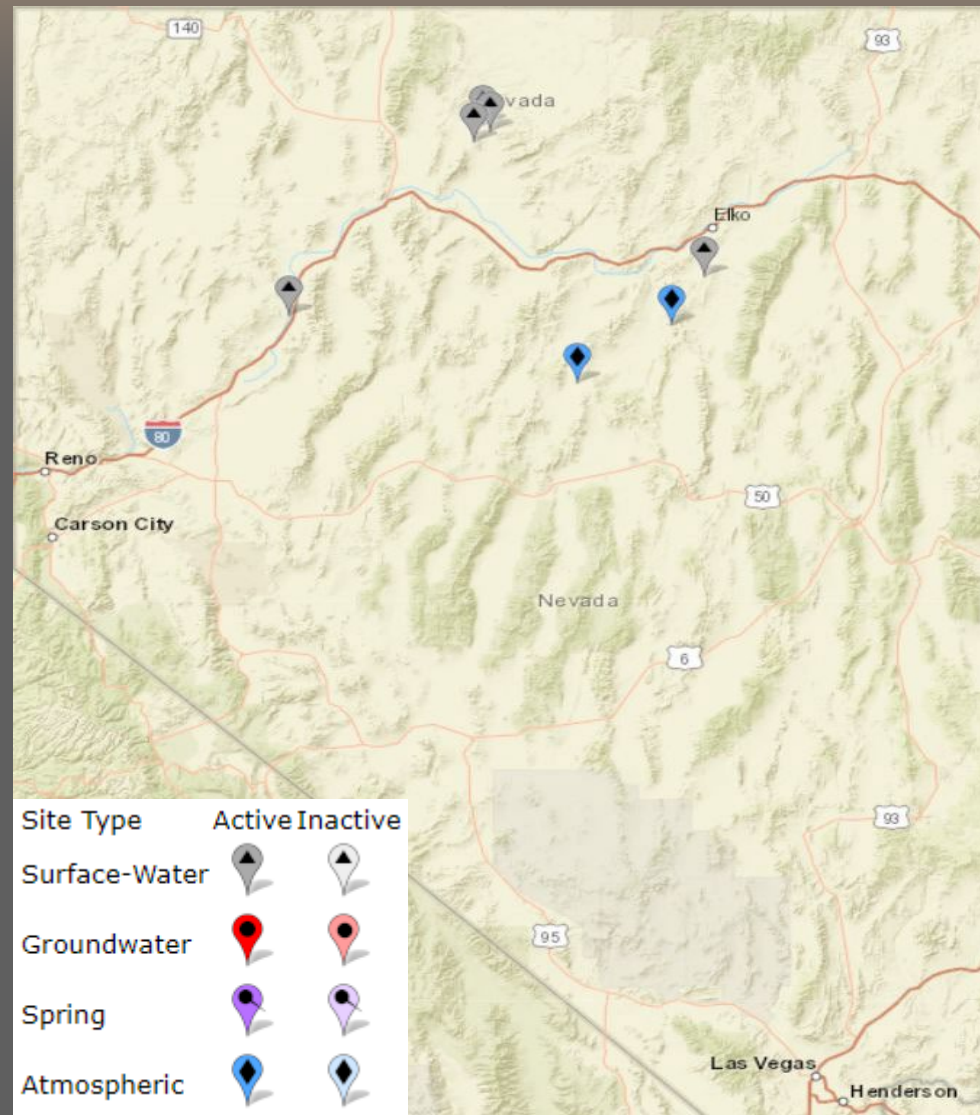 140
93
vada
Elko
80
Reno
50
Carson City
Nevada
6
Site Type Active Inactive
Surface-Water
93
Groundwater
95
Spring
Las Vegas
Atmospheric
Henderson